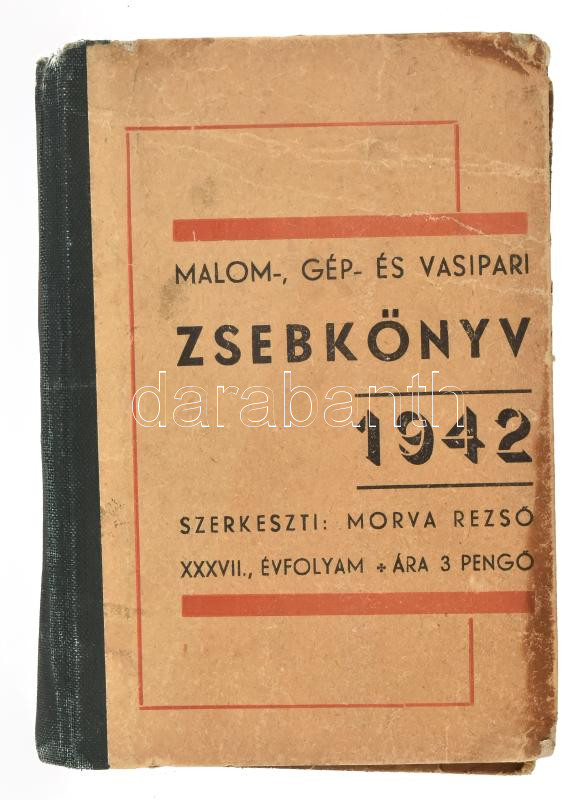 MALOM-, GÉP- ÉS VASIPARI
ZSEBKÖNYV
darabanth
1942
SZERKESZTI: MORVA REZSŐ
XXXVII., ÉVFOLYAM + ÁRA 3 PENGŐ